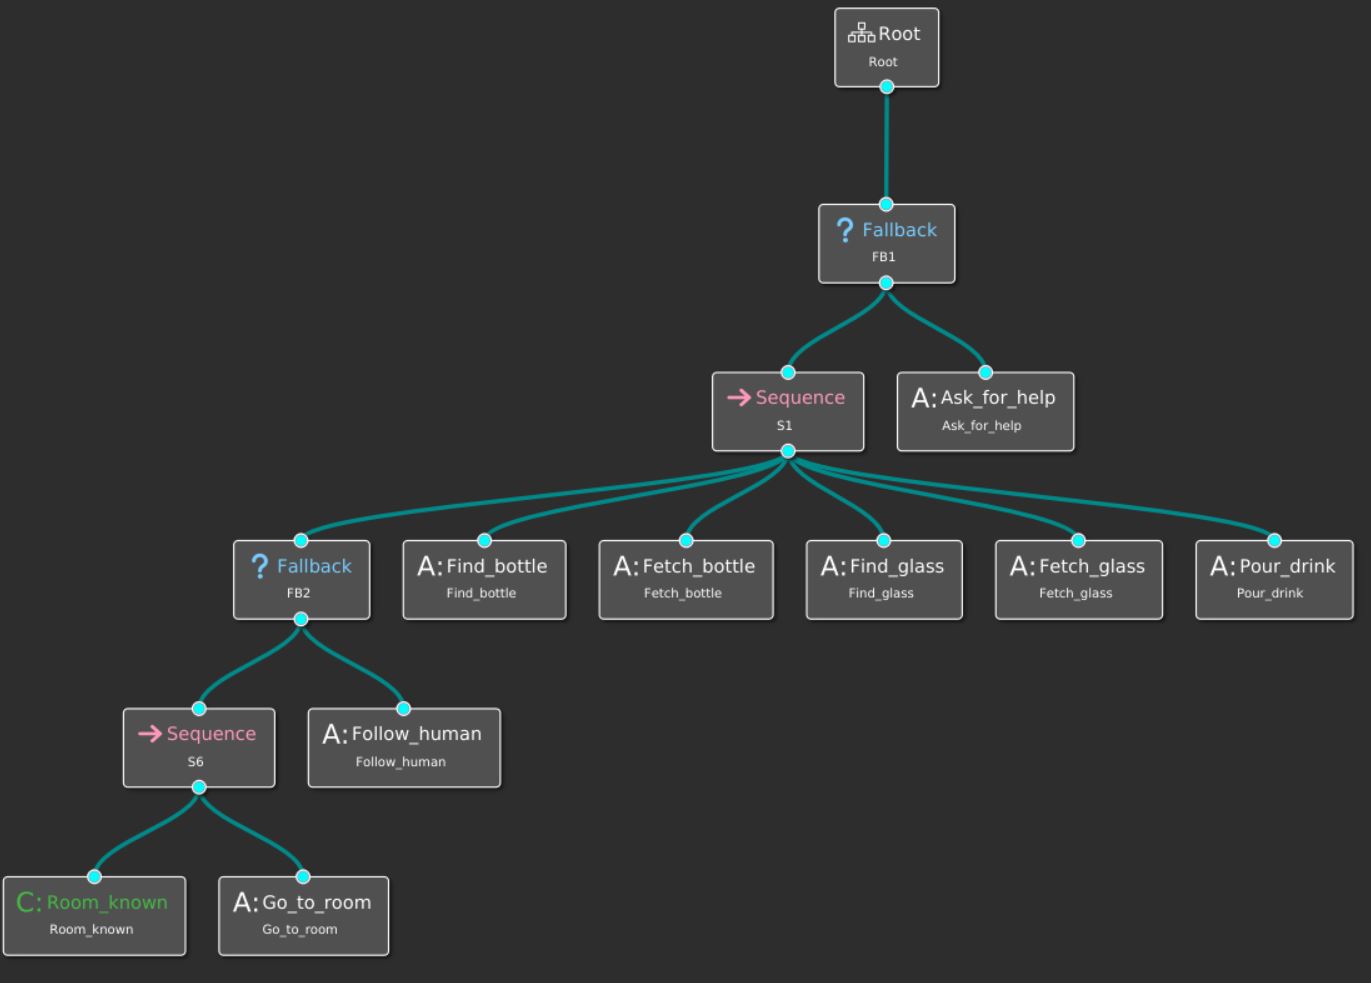 Root
Root
? Fallback
FB1
Sequence
S1
A: Ask_for_help
Ask_for_help
? Fallback
FB2
A: Find_bottle
Find_bottle
A: Fetch_bottle
Fetch_bottle
A: Find_glass
Find_glass
A: Fetch_glass
Fetch_glass
A: Pour_drink
Pour_drink
Sequence
S6
A: Follow_human
Follow_human
C: Room_known
Room_known
A: Go_to_room
Go_to_room